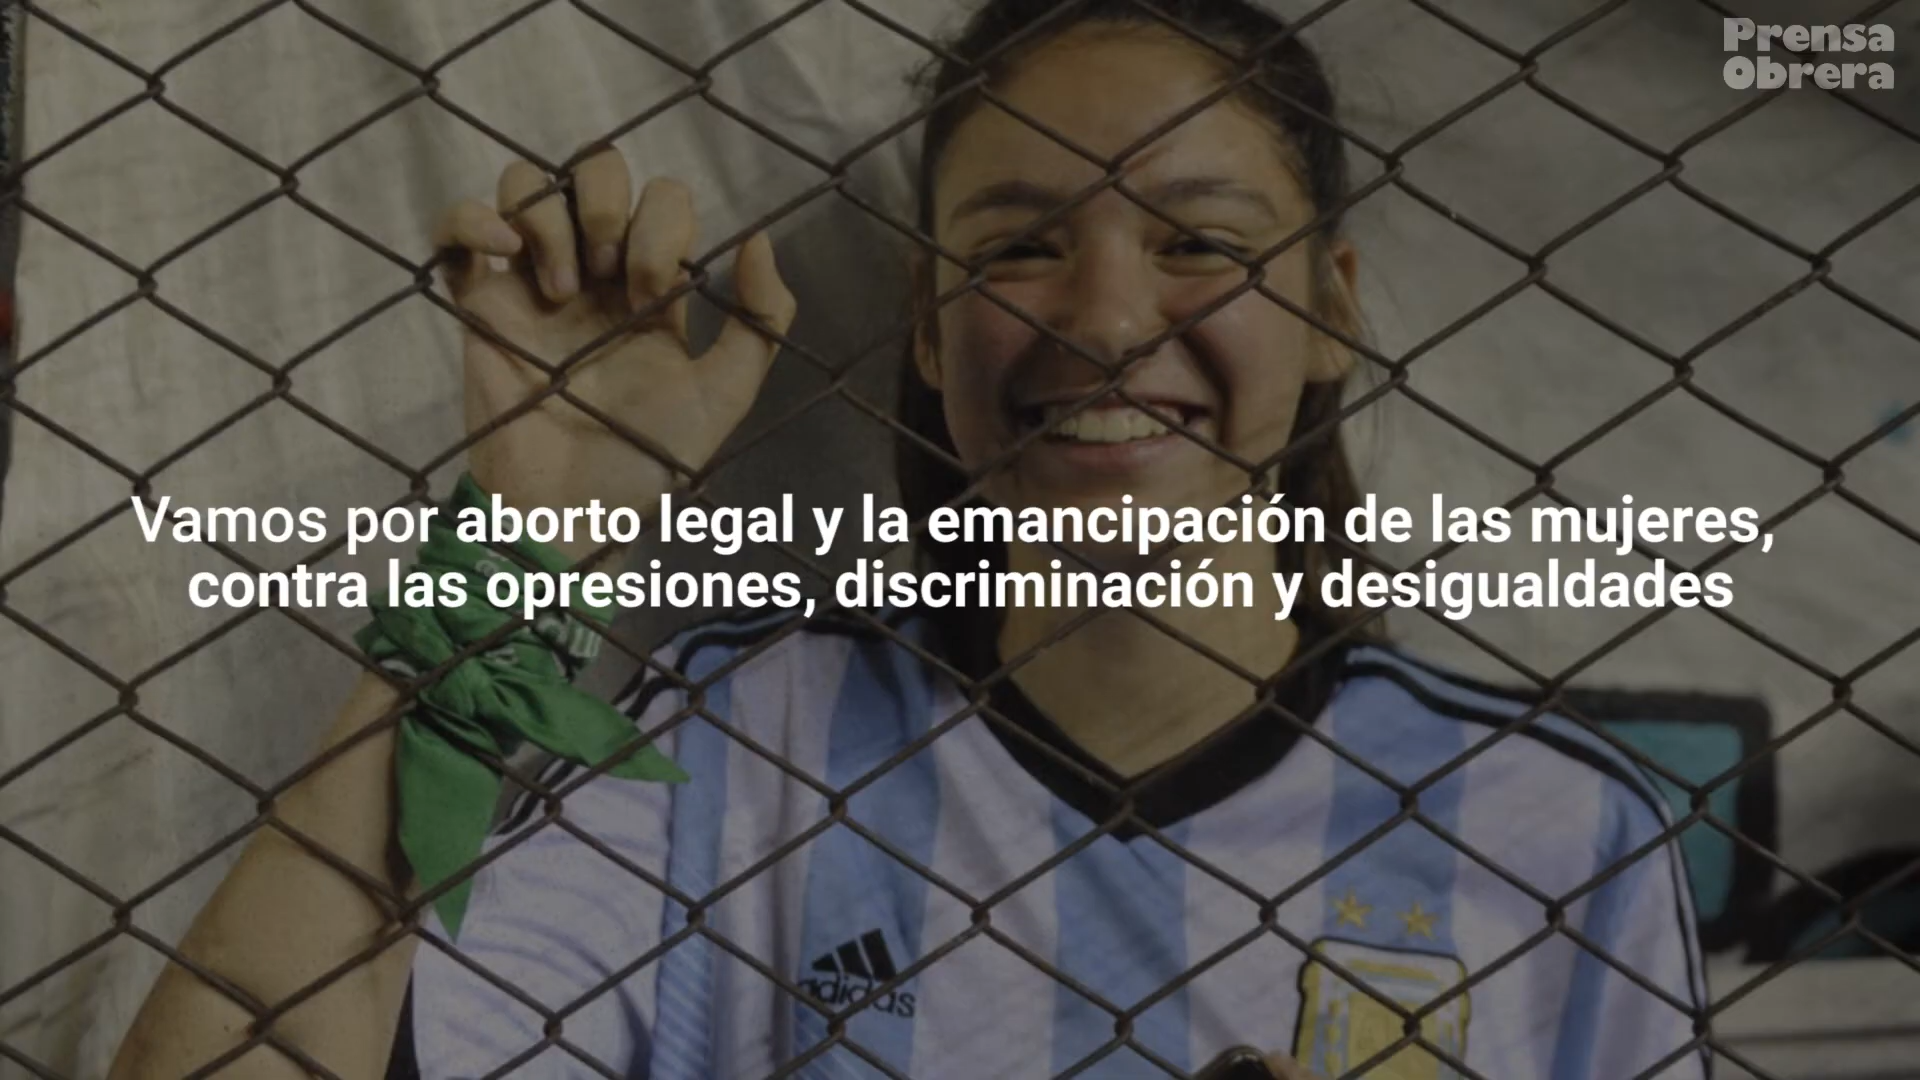 Prensa
Obrera
Vamos por aborto legal y la emancipación de las mujeres,
contra las opresiones, discriminación y desigualdades
adidas